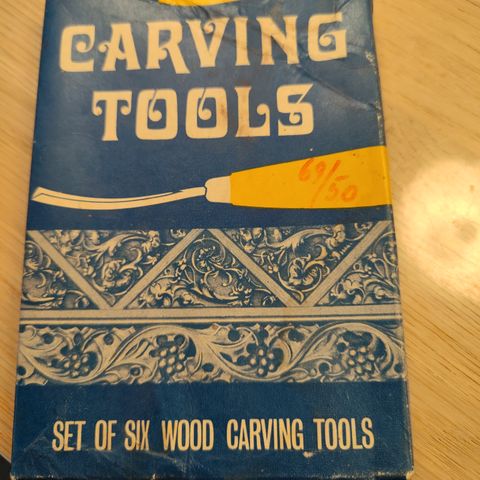 CARVING
TOOLS
69/50
SET OF SIX WOOD CARVING TOOLS